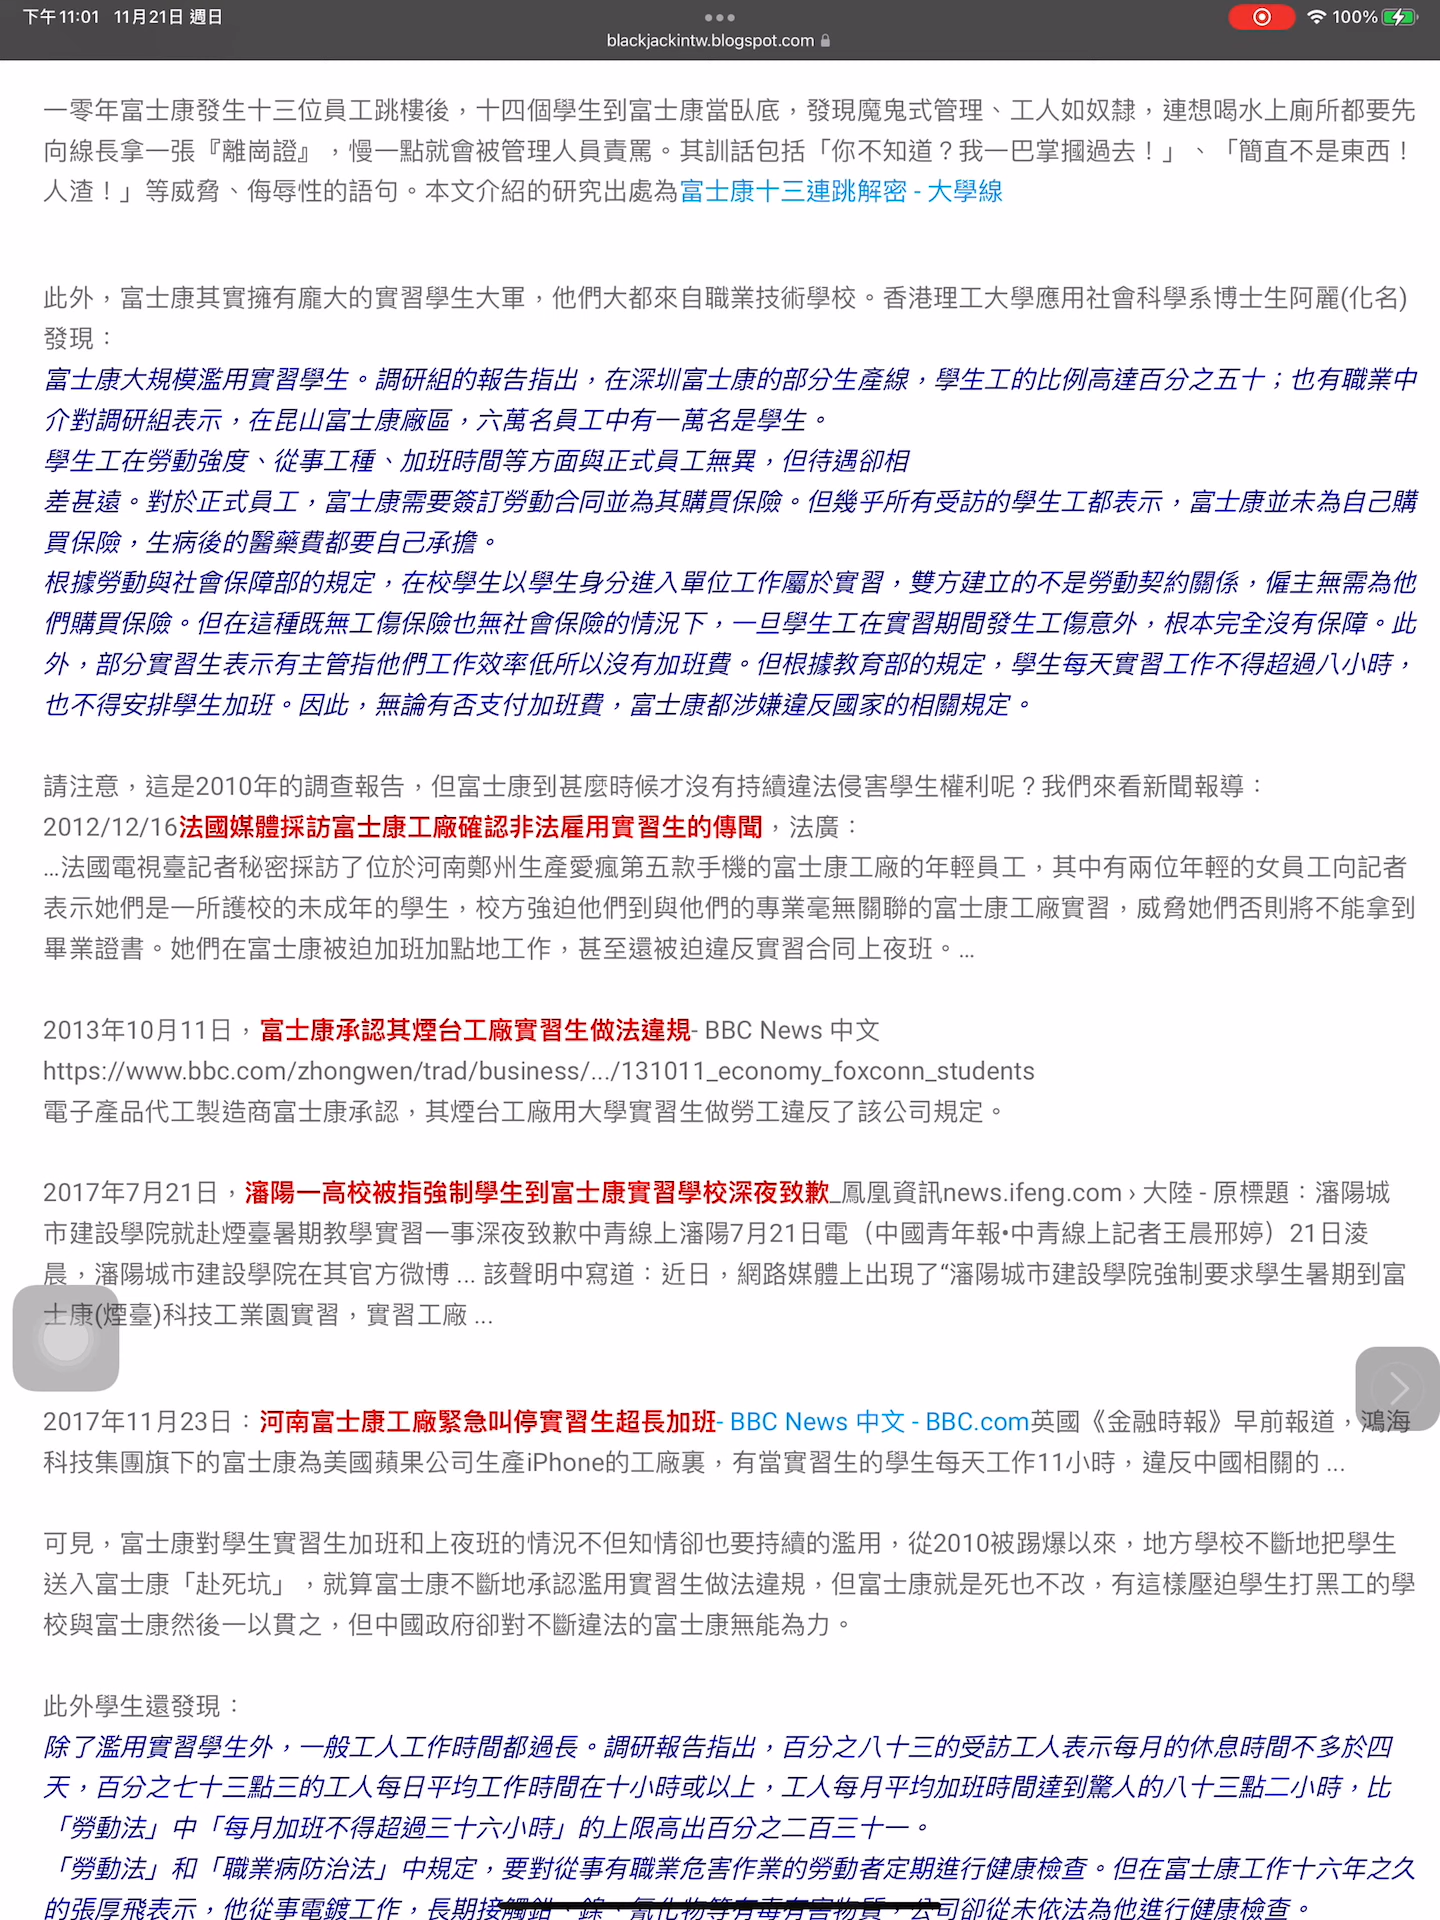 下午11:01 11月21日 週日
100%
blackjackintw.blogspot.com
一零年富士康發生十三位員工跳樓後，十四個學生到富士康當臥底，發現魔鬼式管理、工人如奴隸，連想喝水上廁所都要先
向線長拿一張『離崗證』，慢一點就會被管理人員責罵。其訓話包括「你不知道？我一巴掌摑過去！」、「簡直不是東西！
人渣！」等威脅、侮辱性的語句。本文介紹的研究出處為富士康十三連跳解密 - 大學線
此外，富士康其實擁有龐大的實習學生大軍，他們大都來自職業技術學校。香港理工大學應用社會科學系博士生阿麗(化名)
發現：
富士康大規模濫用實習學生。調研組的報告指出，在深圳富士康的部分生產線，學生工的比例高達百分之五十；也有職業中
介對調研組表示，在昆山富士康廠區，六萬名員工中有一萬名是學生。
學生工在勞動強度、從事工種、加班時間等方面與正式員工無異，但待遇卻相
差甚遠。對於正式員工，富士康需要簽訂勞動合同並為其購買保險。但幾乎所有受訪的學生工都表示，富士康並未為自己購
買保險，生病後的醫藥費都要自己承擔。
根據勞動與社會保障部的規定，在校學生以學生身分進入單位工作屬於實習，雙方建立的不是勞動契約關係，僱主無需為他
們購買保險。但在這種既無工傷保險也無社會保險的情況下，一旦學生工在實習期間發生工傷意外，根本完全沒有保障。此
外，部分實習生表示有主管指他們工作效率低所以沒有加班費。但根據教育部的規定，學生每天實習工作不得超過八小時，
也不得安排學生加班。因此，無論有否支付加班費，富士康都涉嫌違反國家的相關規定。
請注意，這是2010年的調查報告，但富士康到甚麼時候才沒有持續違法侵害學生權利呢？我們來看新聞報導：
2012/12/16法國媒體採訪富士康工廠確認非法雇用實習生的傳聞，法廣：
...法國電視臺記者秘密採訪了位於河南鄭州生產愛瘋第五款手機的富士康工廠的年輕員工，其中有兩位年輕的女員工向記者
表示她們是一所護校的未成年的學生，校方強迫他們到與他們的專業毫無關聯的富士康工廠實習，威脅她們否則將不能拿到
畢業證書。她們在富士康被迫加班加點地工作，甚至還被迫違反實習合同上夜班。...
2013年10月11日，富士康承認其煙台工廠實習生做法違規- BBC News 中文
https://www.bbc.com/zhongwen/trad/business/.../131011_economy_foxconn_students
電子產品代工製造商富士康承認，其煙台工廠用大學實習生做勞工違反了該公司規定。
2017年7月21日，瀋陽一高校被指強制學生到富士康實習學校深夜致歉_鳳凰資訊news.ifeng.com › 大陸 - 原標題：瀋陽城
市建設學院就赴煙臺暑期教學實習一事深夜致歉中青線上瀋陽7月21日電（中國青年報•中青線上記者王晨邢婷）21日淩
晨，瀋陽城市建設學院在其官方微博 ... 該聲明中寫道：近日，網路媒體上出現了“瀋陽城市建設學院強制要求學生暑期到富
士康(煙臺)科技工業園實習，實習工廠 ...
2017年11月23日：河南富士康工廠緊急叫停實習生超長加班- BBC News 中文 - BBC.com英國《金融時報》早前報道，鴻海
科技集團旗下的富士康為美國蘋果公司生產iPhone的工廠裏，有當實習生的學生每天工作11小時，違反中國相關的 ...
可見，富士康對學生實習生加班和上夜班的情況不但知情卻也要持續的濫用，從2010被踢爆以來，地方學校不斷地把學生
送入富士康「赴死坑」，就算富士康不斷地承認濫用實習生做法違規，但富士康就是死也不改，有這樣壓迫學生打黑工的學
校與富士康然後一以貫之，但中國政府卻對不斷違法的富士康無能為力。
此外學生還發現：
除了濫用實習學生外，一般工人工作時間都過長。調研報告指出，百分之八十三的受訪工人表示每月的休息時間不多於四
天，百分之七十三點三的工人每日平均工作時間在十小時或以上，工人每月平均加班時間達到驚人的八十三點二小時，比
「勞動法」中「每月加班不得超過三十六小時」的上限高出百分之二百三十一。
「勞動法」和「職業病防治法」中規定，要對從事有職業危害作業的勞動者定期進行健康檢查。但在富士康工作十六年之久
的張厚飛表示，他從事電鍍工作，長期接觸鉛、鎳、氰化物等有毒有害物質，公司卻從未依法為他進行健康檢查。